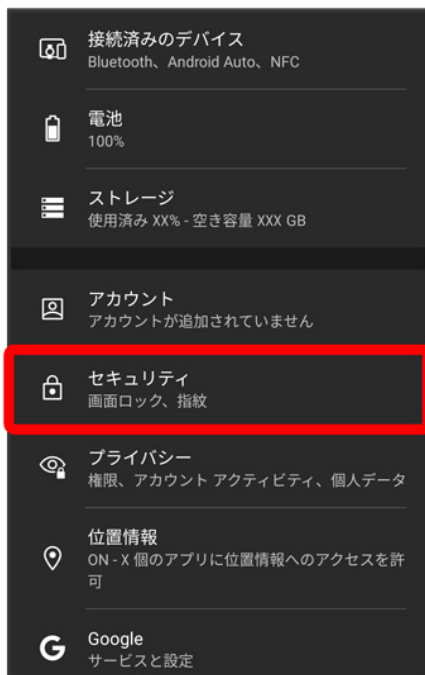 接続済みのデバイス
Bluetooth、Android Auto、NFC
電池
100%
ストレージ
使用済み XX% - 空き容量 XXX GB
アカウント
アカウントが追加されていません
セキュリティ
画面ロック、指紋
プライバシー
権限、アカウント アクティビティ、個人データ
位置情報
ON - X 個のアプリに位置情報へのアクセスを許
可
Google
サービスと設定